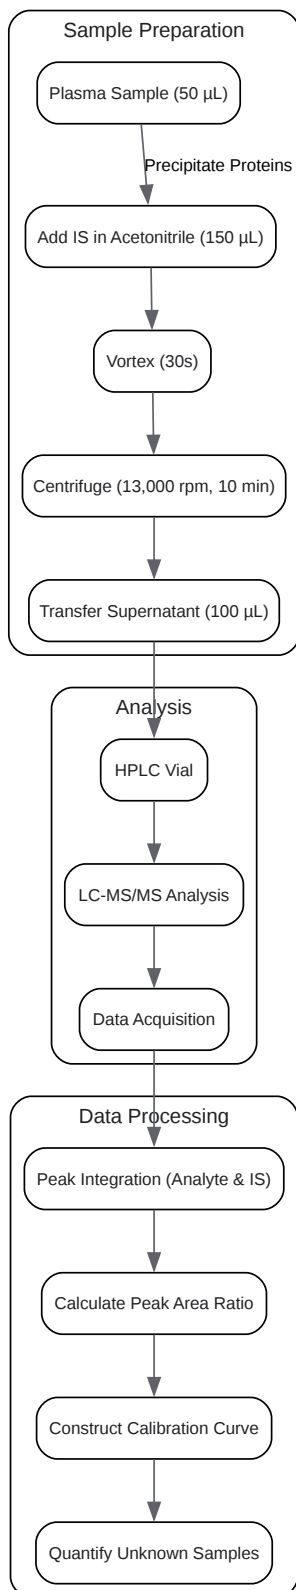 Sample Preparation
Plasma Sample (50 µL)
Precipitate Proteins
Add IS in Acetonitrile (150 µL)
Vortex (30s)
Centrifuge (13,000 rpm, 10 min)
Transfer Supernatant (100 µL)
Analysis
HPLC Vial
LC-MS/MS Analysis
Data Acquisition
Data Processing
Peak Integration (Analyte & IS)
Calculate Peak Area Ratio
Construct Calibration Curve
Quantify Unknown Samples